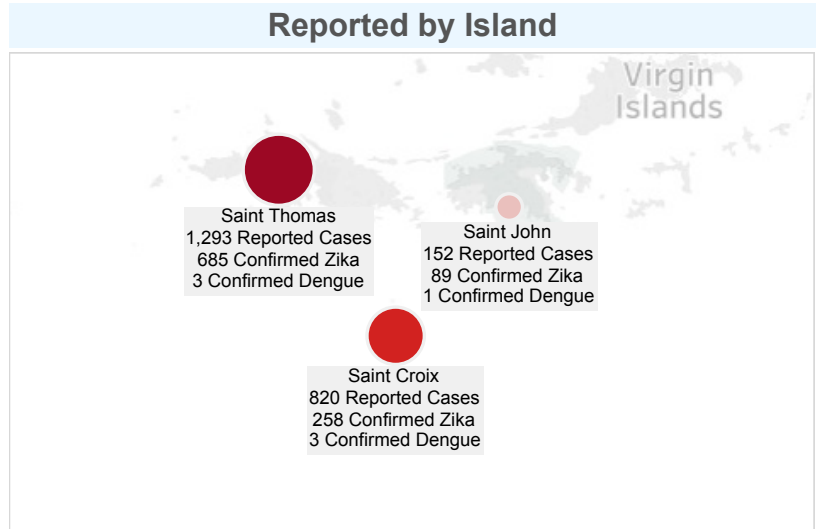 Reported by Island
Virgin
Islands
Saint Thomas
1,293 Reported Cases
685 Confirmed Zika
3 Confirmed Dengue
Saint John
152 Reported Cases
89 Confirmed Zika
1 Confirmed Dengue
Saint Croix
820 Reported Cases
258 Confirmed Zika
3 Confirmed Dengue